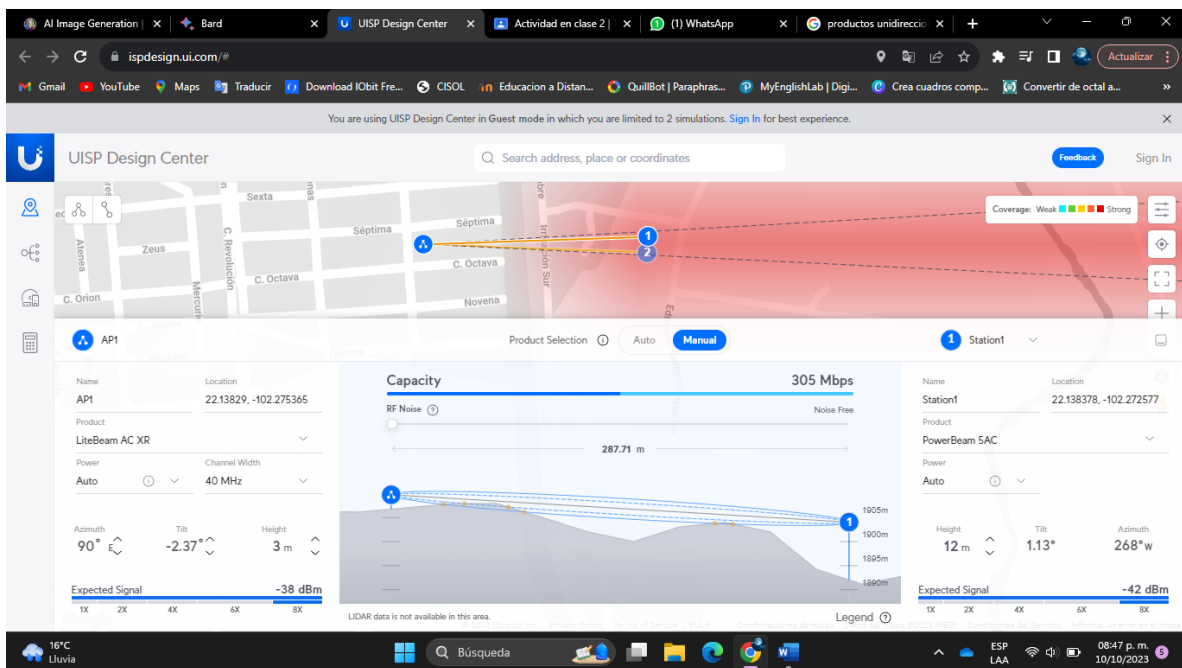 AI Image Generation | Bard UISP Design Center Actividad en clase 2 | (1) WhatsApp productos unidireccio
ispdesign.ui.com/# Actualizar
Gmail YouTube Maps Traducir Download IObit Fre... CISOL Educacion a Distan... QuillBot | Paraphras... MyEnglishLab | Digi... Crea cuadros comp... Convertir de octal a... »
You are using UISP Design Center in Guest mode in which you are limited to 2 simulations. Sign In for best experience.
UISP Design Center Search address, place or coordinates Feedback Sign In
Sexta
Coverage: Weak Strong
Séptima Séptima
Atenea Zeus C. Revolución 1
2
C. Octava C. Octava
C. Orion Mercurio Novena
AP1 Product Selection Auto Manual 1 Station1
Name Location Capacity 305 Mbps Name Location
AP1 22.13829, -102.275365 Station1 22.138378, -102.272577
Product RF Noise Noise Free Product
LiteBeam AC XR PowerBeam 5AC
Power Channel Width 287.71 m Power
Auto 40 MHz Auto
1905m
1
Azimuth Tilt Height 1900m Height Tilt Azimuth
90° E -2.37° 3 m 1895m 12 m 1.13° 268° W
1890m
Expected Signal -38 dBm Expected Signal -42 dBm
1X 2X 4X 6X 8X LIDAR data is not available in this area. Legend 1X 2X 4X 6X 8X
16°C
Lluvia
Búsqueda
ESP
LAA
08:47 p. m.
10/10/2023
5